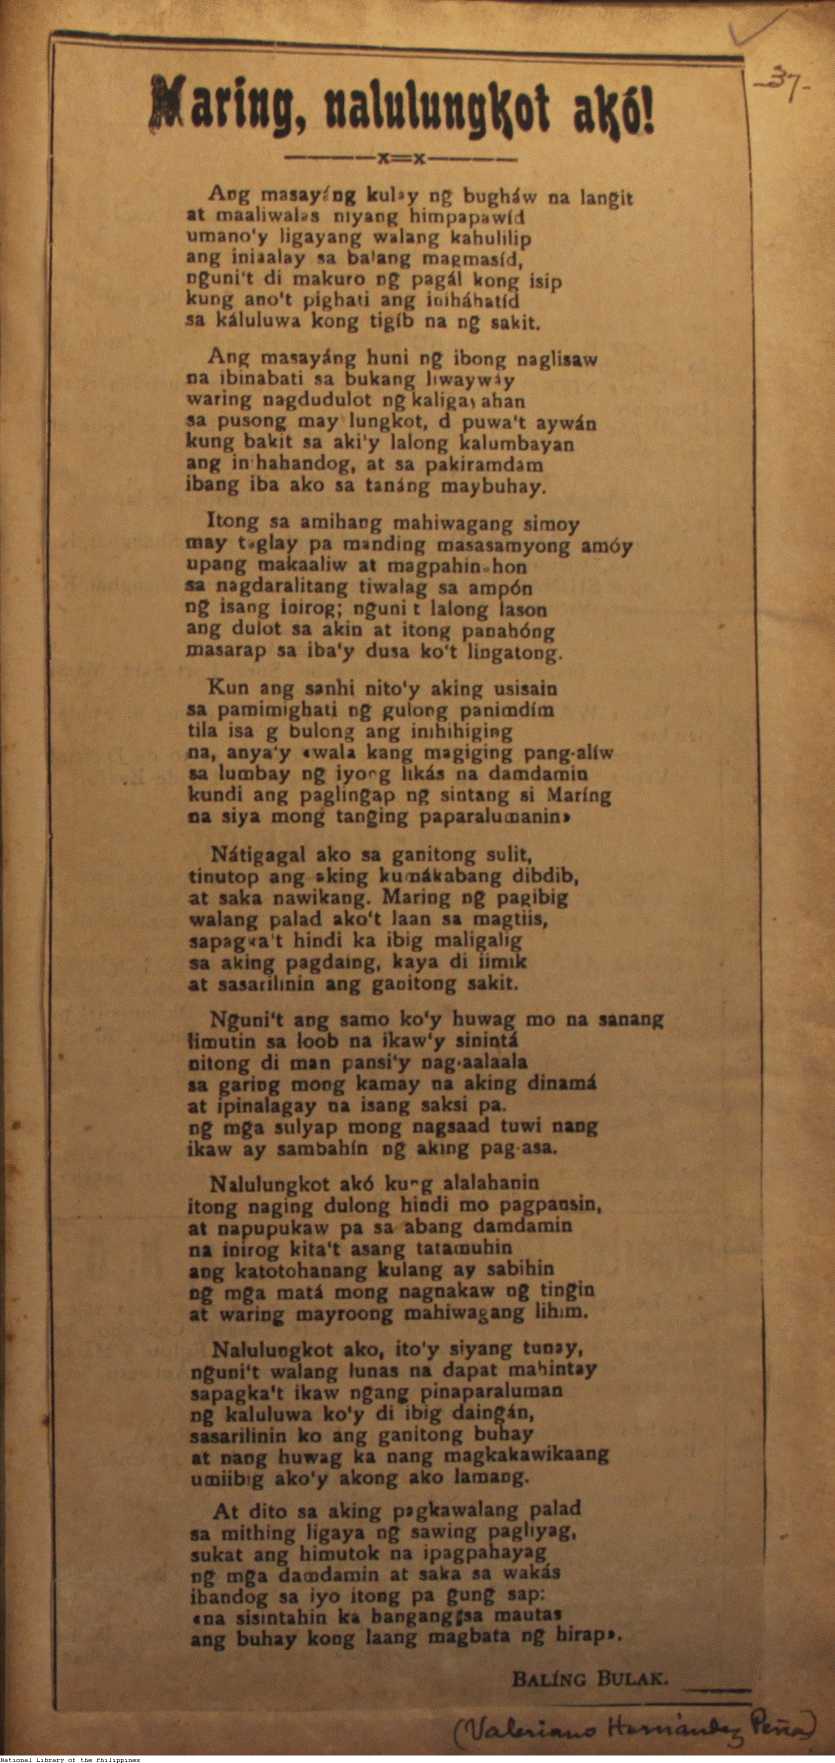 -37-
Maring, nalulungkot akó!
Ang masayáng kulay ng bugháw na langit
at maaliwalas niyang himpapawíd
umano'y ligayang walang kahulilip
ang iniaalay sa balang magmasíd,
nguni't di makuro ng pagál kong isip
kung ano't pighati ang inihàhatíd
sa káluluwa kong tigíb na ng sakit.
Ang masayáng huni ng ibong naglisaw
na ibinabati sa bukang liwayway
waring nagdudulot ng kaligayahan
sa pusong may lungkot, d puwa't aywán
kung bakit sa aki'y lalong kalumbayan
ang in hahandog, at sa pakiramdam
ibang iba ako sa tanáng maybuhay.
Itong sa amihang mahiwagang simoy
may taglay pa manding masasamyong amóy
upang makaaliw at magpahinahon
sa nagdaralitang tiwalag sa ampón
ng isang inirog; nguni t lalong lason
ang dulot sa akin at itong panahóng
masarap sa iba'y dusa ko't lingatong.
Kun ang sanhi nito'y aking usisain
sa pamimighati ng gulong panimdím
tila isa g bulong ang inihihiging
na, anya'y «wala kang magiging pang-alíw
sa lumbay ng iyong likás na damdamin
kundi ang paglingap ng sintang si Maríng
na siya mong tanging paparalumanin»
Nátigagal ako sa ganitong sulit,
tinutop ang aking kumákabang dibdib,
at saka nawikang. Maring ng pagibig
walang palad ako't laan sa magtiis,
sapagka't hindi ka ibig maligalig
sa aking pagdaing, kaya di iimik
at sasarilinin ang ganitong sakit.
Nguni't ang samo ko'y huwag mo na sanang
limutin sa loob na ikaw'y sinintá
nitong di man pansi'y nag-aalaala
sa garing mong kamay na aking dinamá
at ipinalagay na isang saksi pa.
ng mga sulyap mong nagsaad tuwi nang
ikaw ay sambahín ng aking pag-asa.
Nalulungkot akó kung alalahanin
itong naging dulong hindi mo pagpansin,
at napupukaw pa sa abang damdamin
na inirog kita't asang tatamuhin
ang katotohanang kulang ay sabihin
ng mga matá mong nagnakaw ng tingin
at waring mayroong mahiwagang lihim.
Nalulungkot ako, ito'y siyang tunay,
nguni't walang lunas na dapat mahintay
sapagka't ikaw ngang pinaparaluman
ng kaluluwa ko'y di ibig daingán,
sasarilinin ko ang ganitong buhay
at nang huwag ka nang magkakawikaang
umiibig ako'y akong ako lamang.
At dito sa aking pagkawalang palad
sa mithing ligaya ng sawing pagliyag,
sukat ang himutok na ipagpahayag
ng mga damdamin at saka sa wakás
ihandog sa iyo itong pa gung sap:
«na sisintahin ka hanggang sa mautas
ang buhay kong laang magbata ng hirap».
BALÍNG BULAK.
(Valeriano Hernández Peña)
National Library of the Philippines